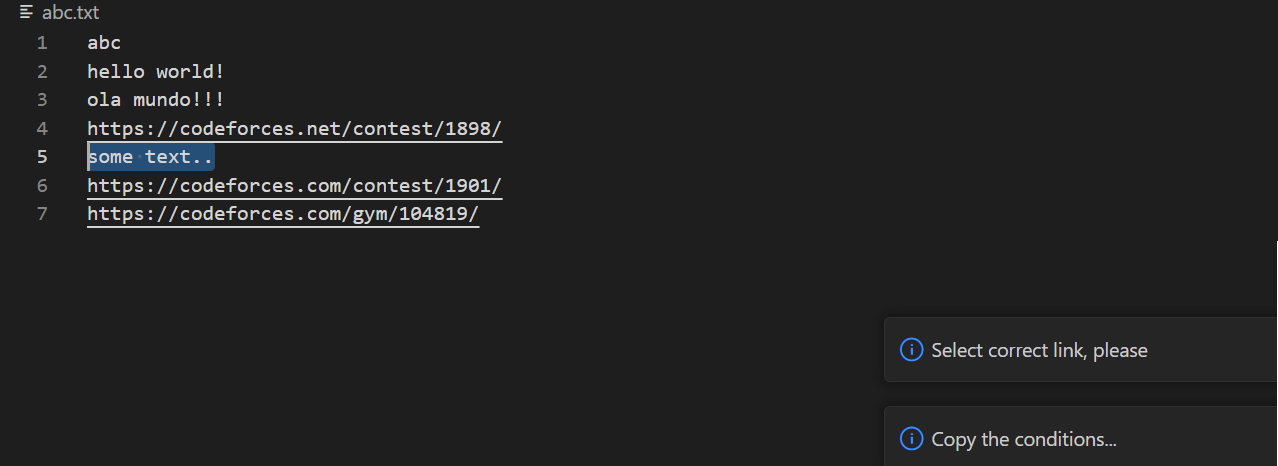 abc.txt
1 abc
2 hello world!
3 ola mundo!!!
4 https://codeforces.net/contest/1898/
5 some text..
6 https://codeforces.com/contest/1901/
7 https://codeforces.com/gym/104819/
Select correct link, please
Copy the conditions...